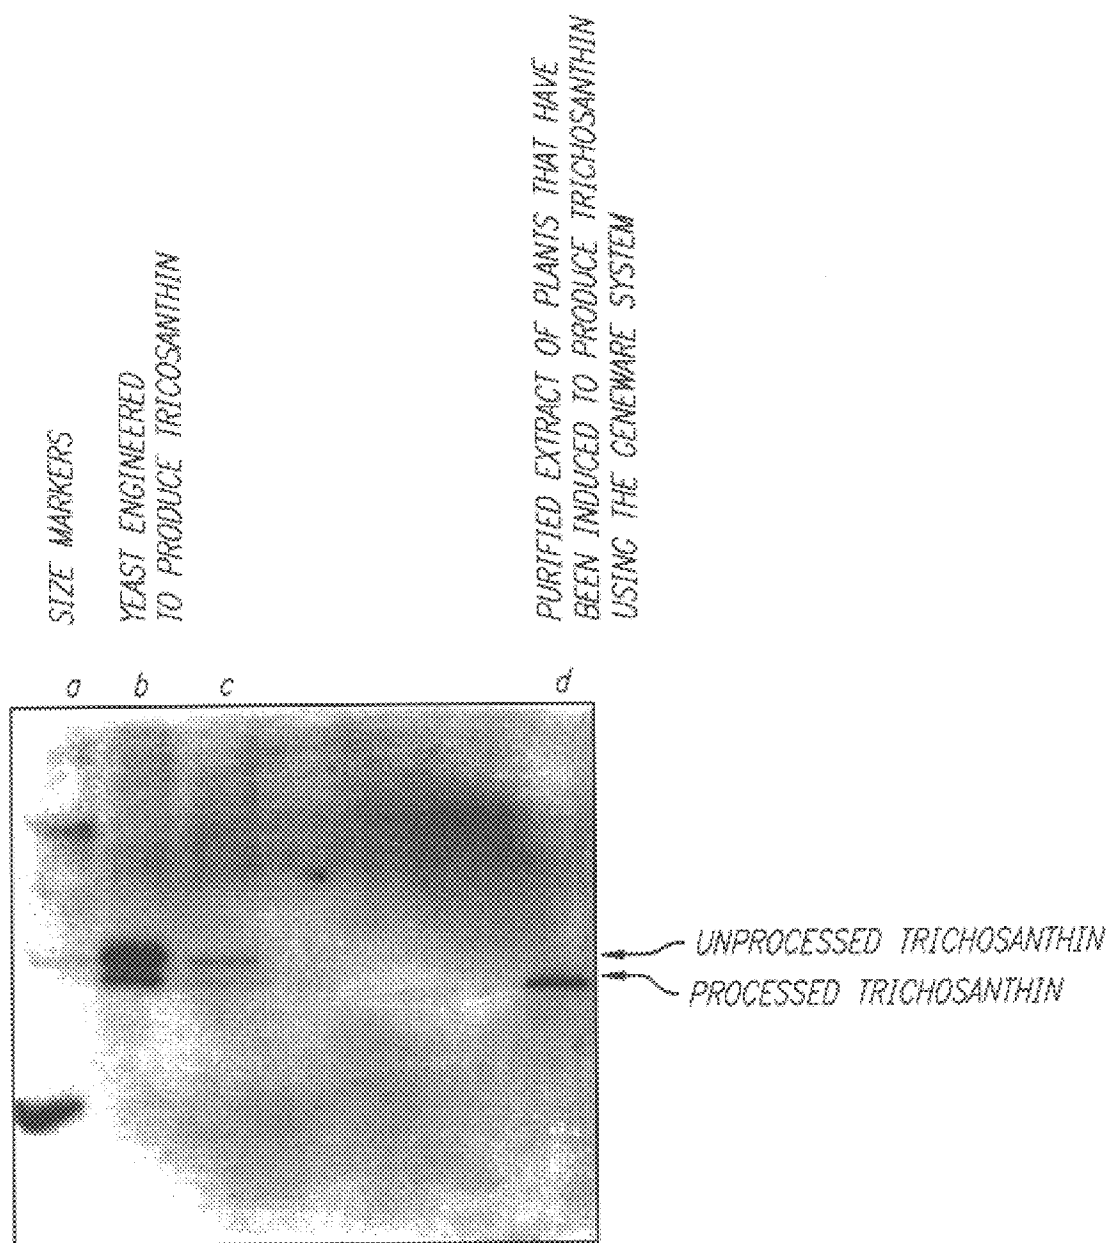 SIZE MARKERS
YEAST ENGINEERED
TO PRODUCE TRICOSANTHIN
PURIFIED EXTRACT OF PLANTS THAT HAVE
BEEN INDUCED TO PRODUCE TRICHOSANTHIN
USING THE GENEWARE SYSTEM
a b c d
UNPROCESSED TRICHOSANTHIN
PROCESSED TRICHOSANTHIN